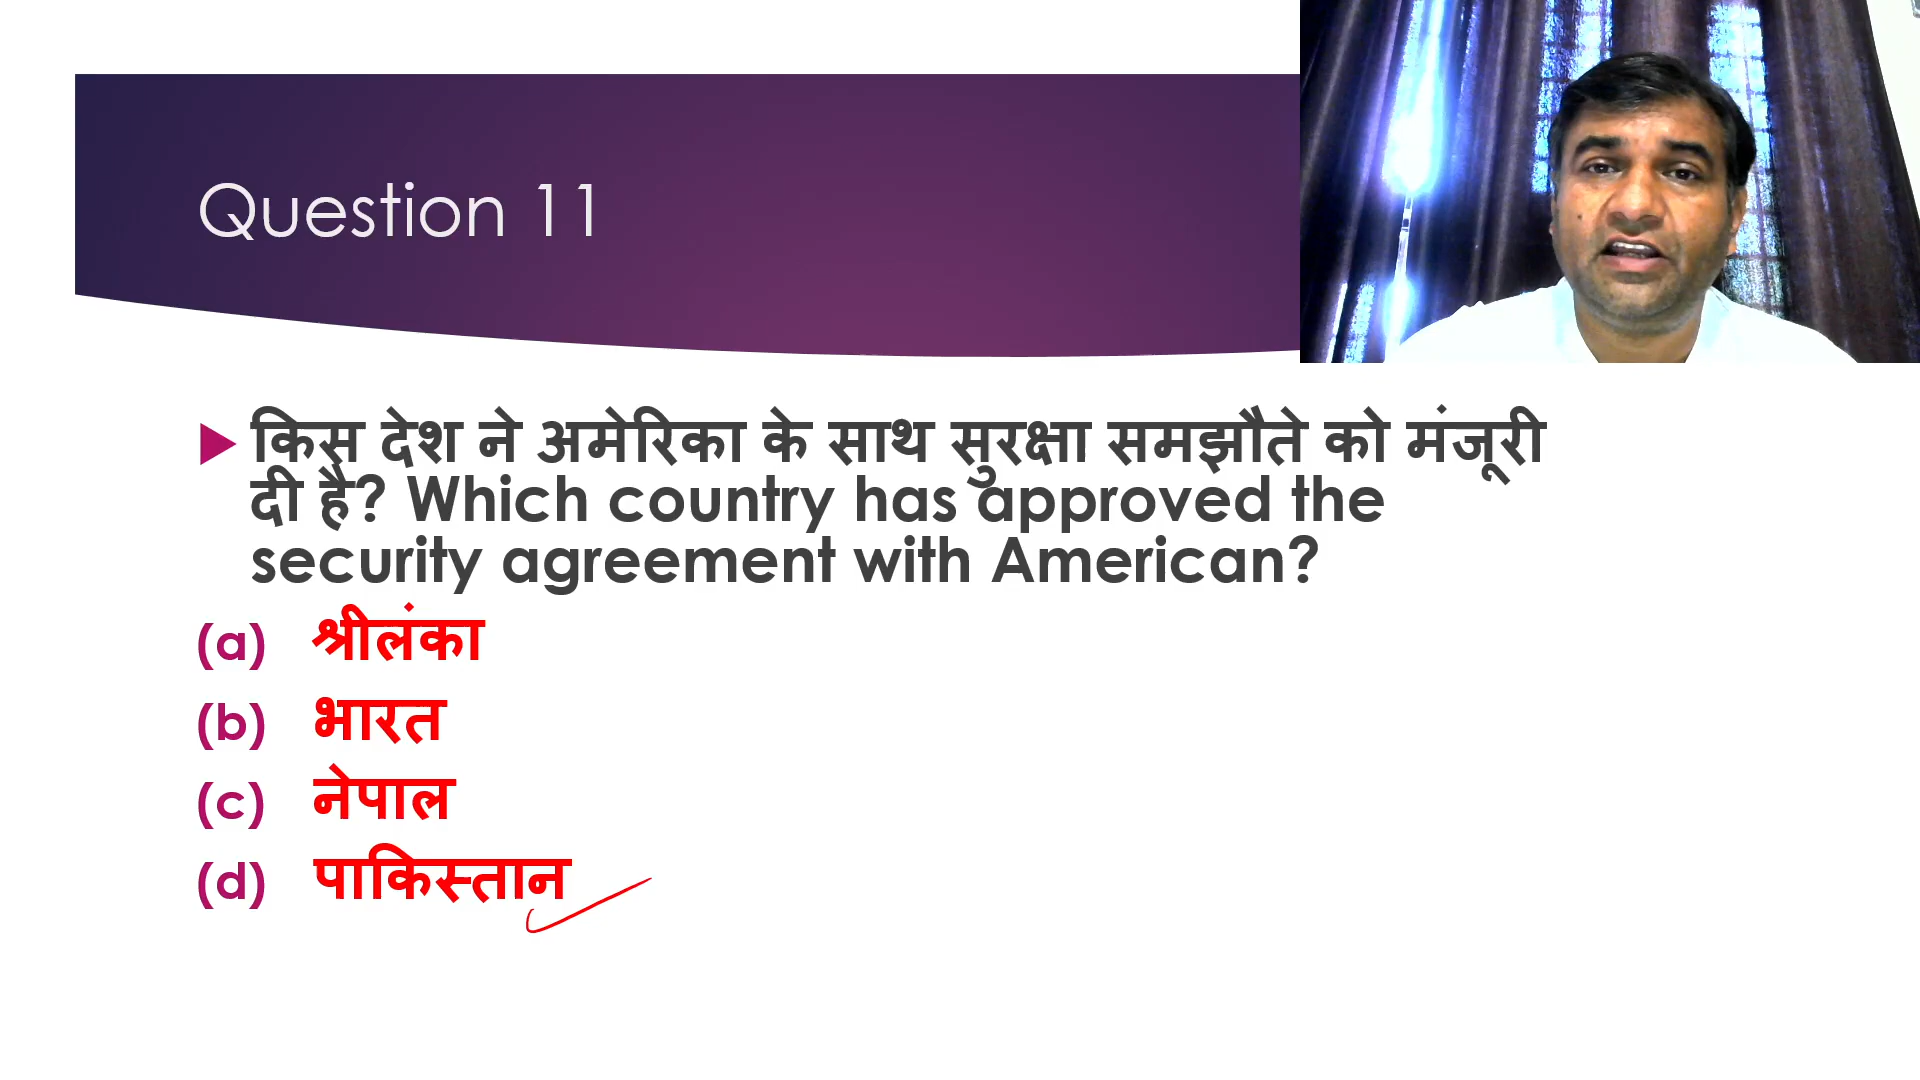 Question 11
किस देश ने अमेरिका के साथ सुरक्षा समझौते को मंजूरी
दी है? Which country has approved the
security agreement with American?
(a) श्रीलंका
(b) भारत
(c) नेपाल
(d) पाकिस्तान